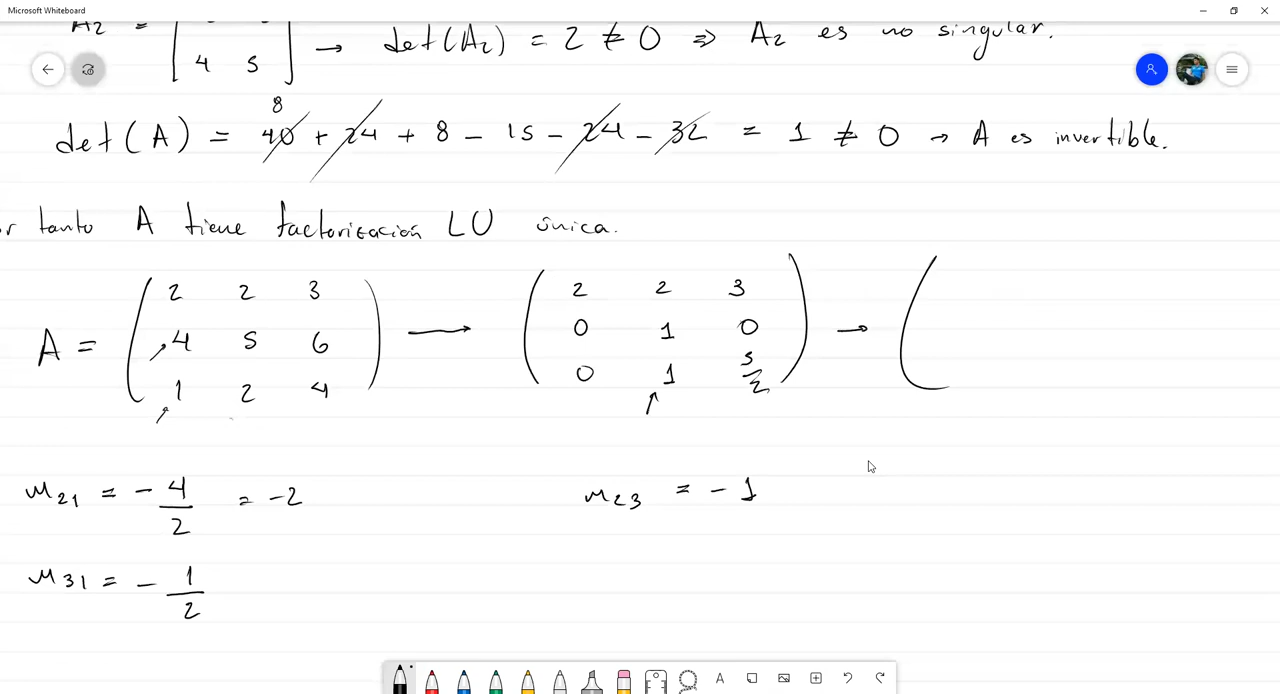 Microsoft Whiteboard
A2 = [ 4 5 ] → det(A2) = 2 ≠ 0 ⇒ A2 es no singular.
8
det(A) = 40 + 24 + 8 - 15 - 24 - 32 = 1 ≠ 0 → A es invertible.
r tanto A tiene factorización LU única.
A = ( 2 2 3 ) → ( 2 2 3 ) → (
4 5 6 0 1 0
1 2 4 0 1 5/2
m21 = - 4/2 = -2 m23 = - 1
m31 = - 1/2